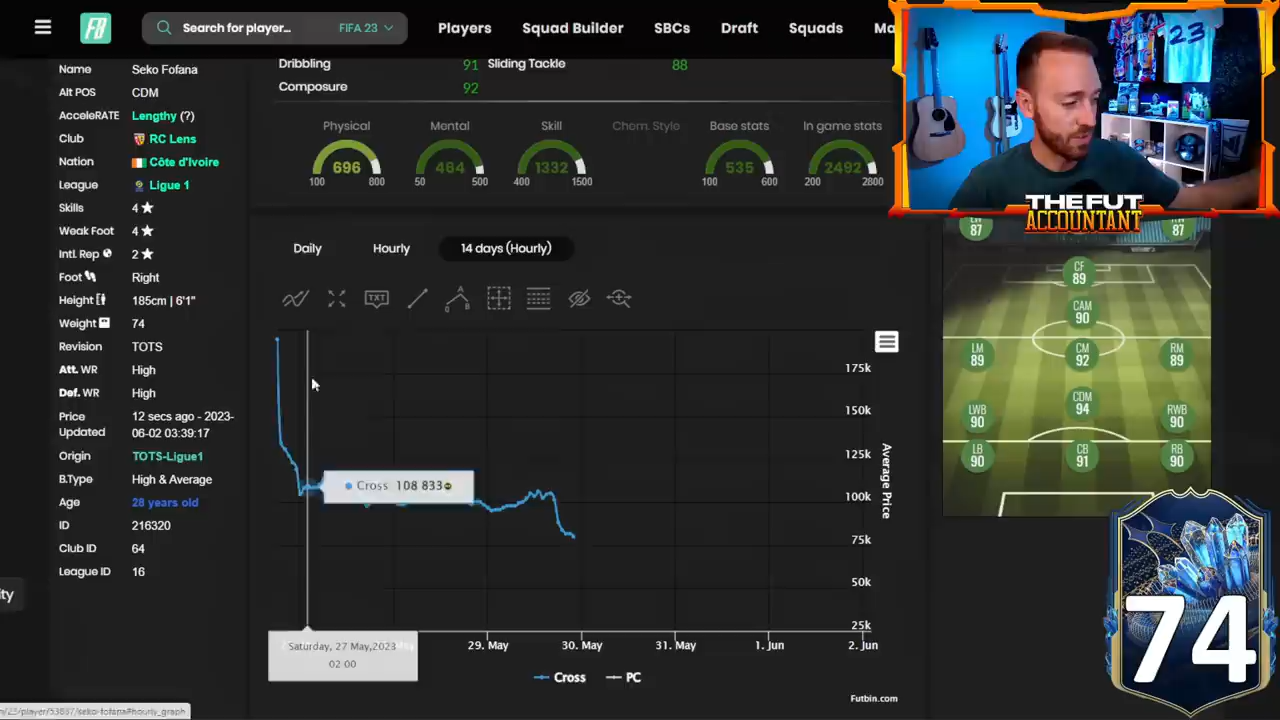 FB
Search for player...
FIFA 23
Players
Squad Builder
SBCs
Draft
Squads
Ma
23
THE FUT
ACCOUNTANT
Name Seko Fofana
Alt POS CDM
AcceleRATE Lengthy (?)
Club RC Lens
Nation Côte d'Ivoire
League Ligue 1
Skills 4
Weak Foot 4
Intl. Rep 2
Foot Right
Height 185cm | 6'1"
Weight 74
Revision TOTS
Att. WR High
Def. WR High
Price Updated 12 secs ago - 2023-06-02 03:39:17
Origin TOTS-Ligue1
B.Type High & Average
Age 28 years old
ID 216320
Club ID 64
League ID 16
ity
Dribbling 91 Sliding Tackle 88
Composure 92
Physical Mental Skill Chem. Style Base stats In game stats
696 464 1332 535 2492
100 800 50 500 400 1500 100 600 200 2800
Daily Hourly 14 days (Hourly)
TXT
175k
150k
125k
100k
75k
50k
25k
Average Price
Cross 108 833
Saturday, 27 May, 2023
02:00
29. May 30. May 31. May 1. Jun 2. Jun
Cross PC
Futbin.com
87 87
CF
89
CAM
90
LM
89
CM
92
RM
89
CDM
94
LWB
90
RWB
90
LB
90
CB
91
RB
90
74